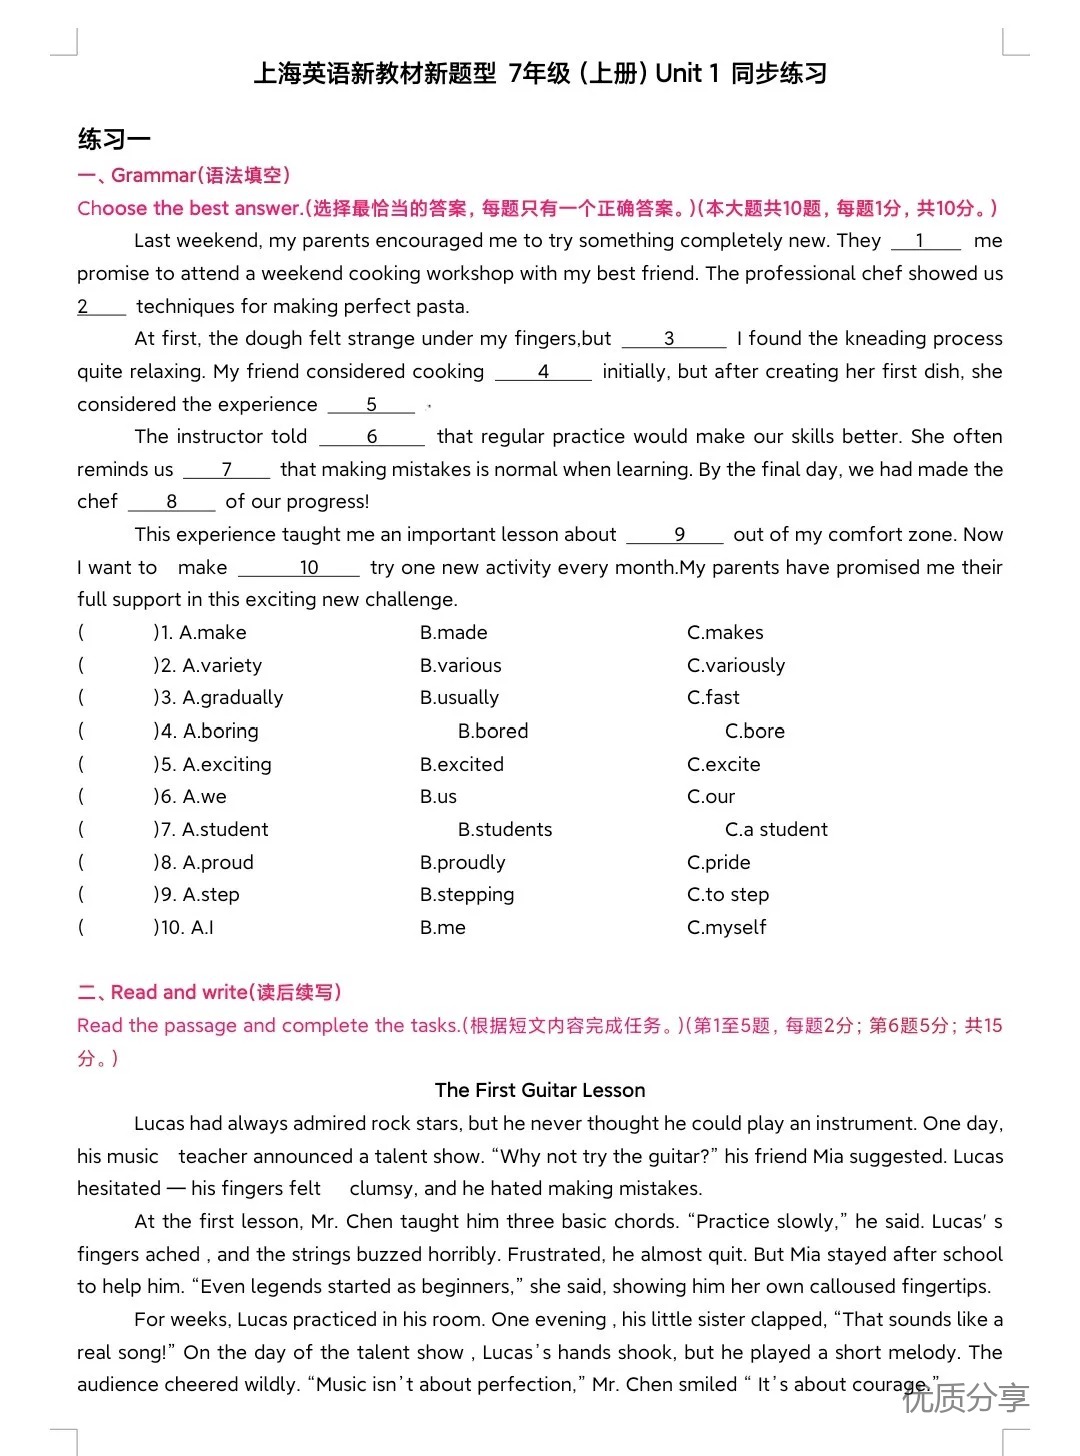 上海英语新教材新题型 7年级（上册）Unit 1 同步练习
练习一
一、Grammar(语法填空）
Choose the best answer.(选择最恰当的答案，每题只有一个正确答案。)(本大题共10题，每题1分，共10分。)
Last weekend, my parents encouraged me to try something completely new. They __1__ me
promise to attend a weekend cooking workshop with my best friend. The professional chef showed us
2____ techniques for making perfect pasta.
At first, the dough felt strange under my fingers,but ____3____ I found the kneading process
quite relaxing. My friend considered cooking ____4____ initially, but after creating her first dish, she
considered the experience ____5____ .
The instructor told ____6____ that regular practice would make our skills better. She often
reminds us ____7____ that making mistakes is normal when learning. By the final day, we had made the
chef ____8____ of our progress!
This experience taught me an important lesson about ____9____ out of my comfort zone. Now
I want to make ____10____ try one new activity every month.My parents have promised me their
full support in this exciting new challenge.
( )1. A.make B.made C.makes
( )2. A.variety B.various C.variously
( )3. A.gradually B.usually C.fast
( )4. A.boring B.bored C.bore
( )5. A.exciting B.excited C.excite
( )6. A.we B.us C.our
( )7. A.student B.students C.a student
( )8. A.proud B.proudly C.pride
( )9. A.step B.stepping C.to step
( )10. A.I B.me C.myself
二、Read and write(读后续写）
Read the passage and complete the tasks.(根据短文内容完成任务。)(第1至5题，每题2分；第6题5分；共15
分。)
The First Guitar Lesson
Lucas had always admired rock stars, but he never thought he could play an instrument. One day,
his music teacher announced a talent show. “Why not try the guitar?” his friend Mia suggested. Lucas
hesitated — his fingers felt clumsy, and he hated making mistakes.
At the first lesson, Mr. Chen taught him three basic chords. “Practice slowly,” he said. Lucas' s
fingers ached , and the strings buzzed horribly. Frustrated, he almost quit. But Mia stayed after school
to help him. “Even legends started as beginners,” she said, showing him her own calloused fingertips.
For weeks, Lucas practiced in his room. One evening , his little sister clapped, “That sounds like a
real song!” On the day of the talent show , Lucas’s hands shook, but he played a short melody. The
audience cheered wildly. “Music isn’t about perfection,” Mr. Chen smiled “ It’s about courage.”
优质分享